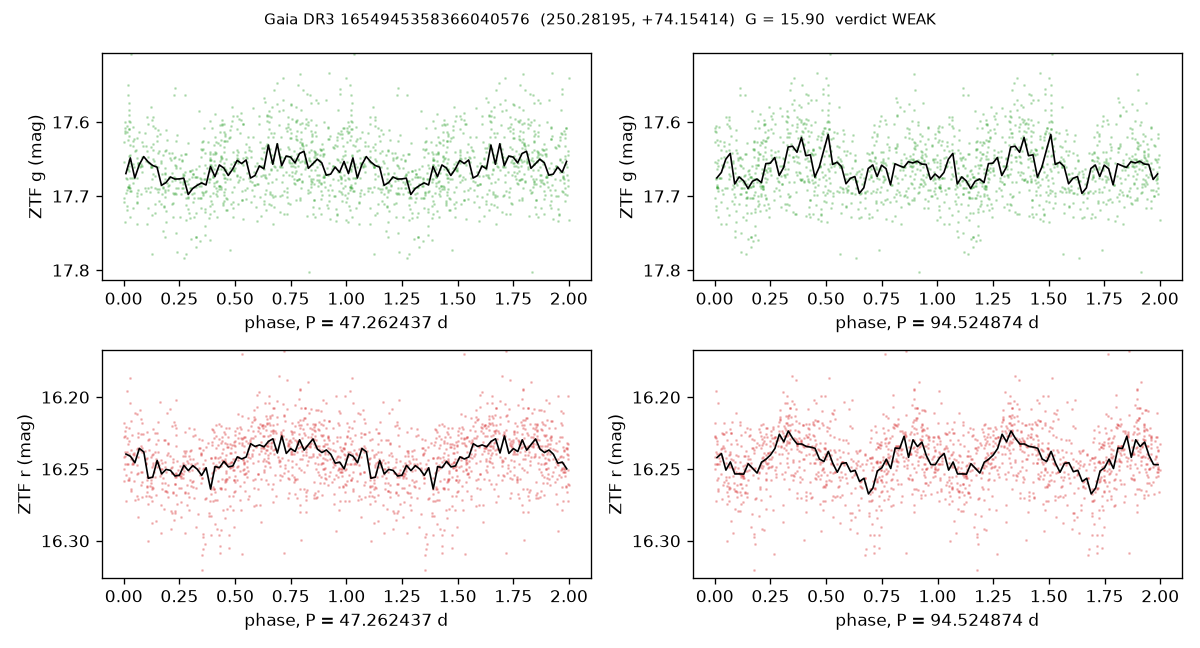 Gaia DR3 1654945358366040576  (250.28195, +74.15414)  G = 15.90  verdict WEAK
ZTF g (mag)
17.6
17.7
17.8
0.00 0.25 0.50 0.75 1.00 1.25 1.50 1.75 2.00
phase, P = 47.262437 d
ZTF g (mag)
17.6
17.7
17.8
0.00 0.25 0.50 0.75 1.00 1.25 1.50 1.75 2.00
phase, P = 94.524874 d
ZTF r (mag)
16.20
16.25
16.30
0.00 0.25 0.50 0.75 1.00 1.25 1.50 1.75 2.00
phase, P = 47.262437 d
ZTF r (mag)
16.20
16.25
16.30
0.00 0.25 0.50 0.75 1.00 1.25 1.50 1.75 2.00
phase, P = 94.524874 d